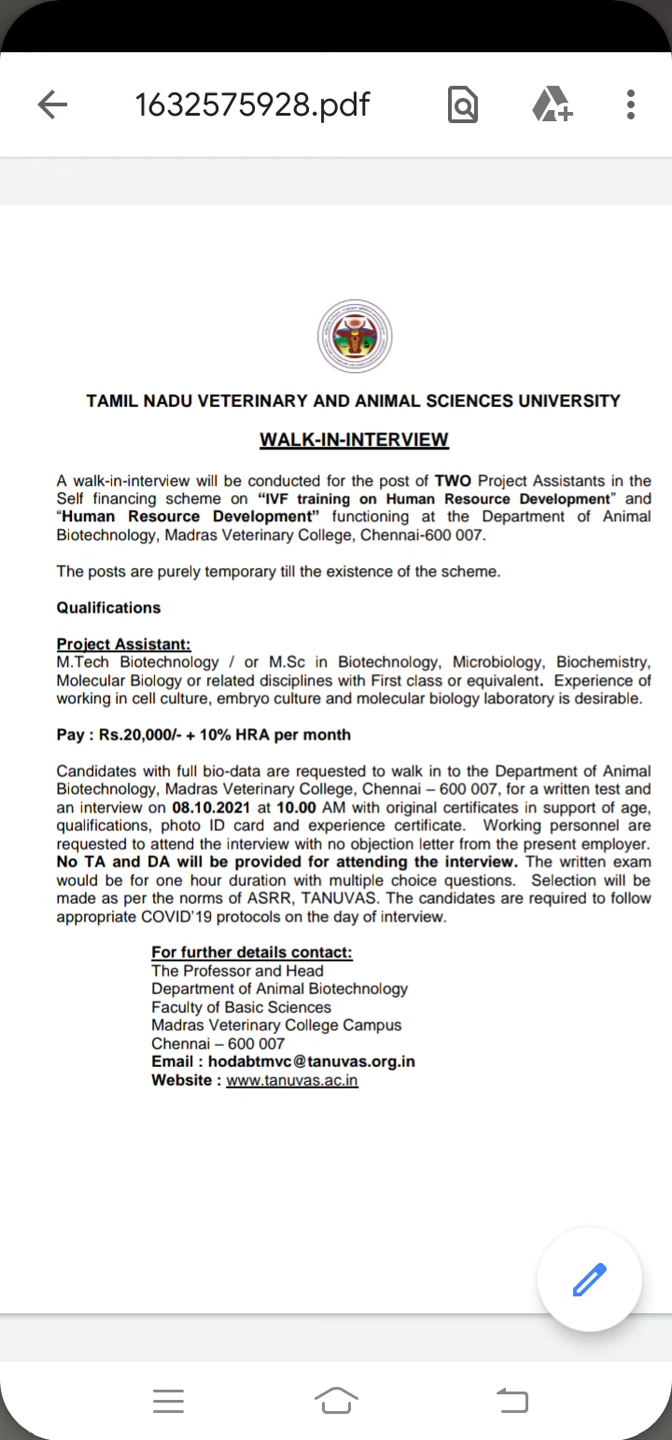 1632575928.pdf
TAMIL NADU VETERINARY AND ANIMAL SCIENCES UNIVERSITY
WALK-IN-INTERVIEW
A walk-in-interview will be conducted for the post of TWO Project Assistants in the
Self financing scheme on “IVF training on Human Resource Development” and
“Human Resource Development” functioning at the Department of Animal
Biotechnology, Madras Veterinary College, Chennai-600 007.
The posts are purely temporary till the existence of the scheme.
Qualifications
Project Assistant:
M.Tech Biotechnology / or M.Sc in Biotechnology, Microbiology, Biochemistry,
Molecular Biology or related disciplines with First class or equivalent. Experience of
working in cell culture, embryo culture and molecular biology laboratory is desirable.
Pay : Rs.20,000/- + 10% HRA per month
Candidates with full bio-data are requested to walk in to the Department of Animal
Biotechnology, Madras Veterinary College, Chennai – 600 007, for a written test and
an interview on 08.10.2021 at 10.00 AM with original certificates in support of age,
qualifications, photo ID card and experience certificate. Working personnel are
requested to attend the interview with no objection letter from the present employer.
No TA and DA will be provided for attending the interview. The written exam
would be for one hour duration with multiple choice questions. Selection will be
made as per the norms of ASRR, TANUVAS. The candidates are required to follow
appropriate COVID’19 protocols on the day of interview.
For further details contact:
The Professor and Head
Department of Animal Biotechnology
Faculty of Basic Sciences
Madras Veterinary College Campus
Chennai – 600 007
Email : hodabtmvc@tanuvas.org.in
Website : www.tanuvas.ac.in